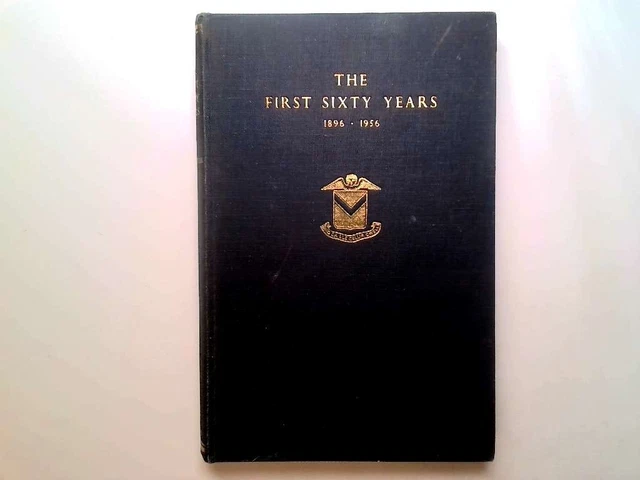 THE
FIRST SIXTY YEARS
1896 · 1956